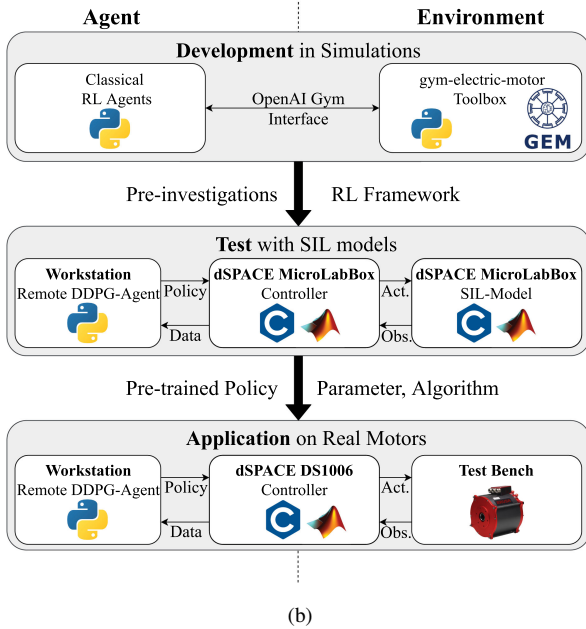 Agent
Environment
Development in Simulations
Classical
RL Agents
OpenAI Gym
Interface
gym-electric-motor
Toolbox
GEM
Pre-investigations
RL Framework
Test with SIL models
Workstation
Remote DDPG-Agent
Policy
Data
dSPACE MicroLabBox
Controller
C
Act.
Obs.
dSPACE MicroLabBox
SIL-Model
C
Pre-trained Policy
Parameter, Algorithm
Application on Real Motors
Workstation
Remote DDPG-Agent
Policy
Data
dSPACE DS1006
Controller
C
Act.
Obs.
Test Bench
(b)